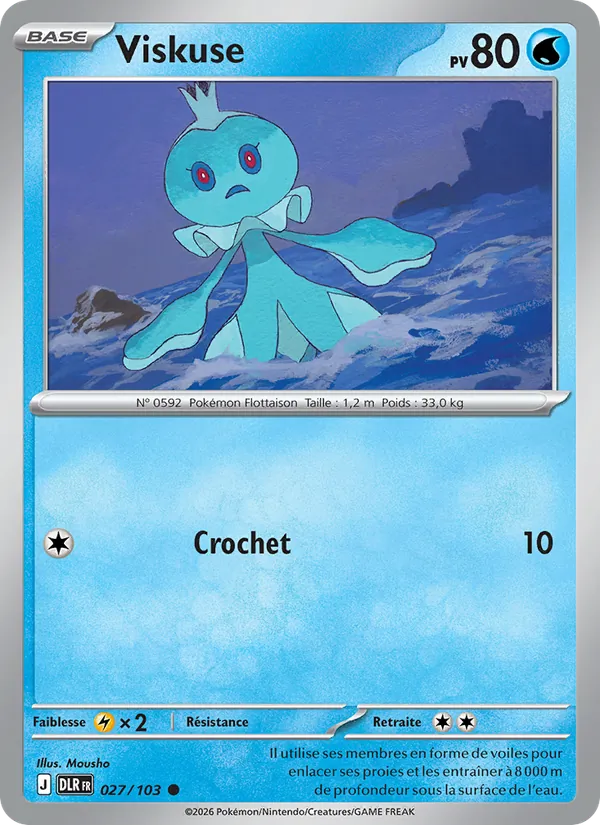 BASE Viskuse PV 80
N° 0592 Pokémon Flottaison Taille : 1,2 m Poids : 33,0 kg
Crochet 10
Faiblesse × 2 Résistance Retraite
Illus. Mousho
Il utilise ses membres en forme de voiles pour
enlacer ses proies et les entraîner à 8 000 m
de profondeur sous la surface de l'eau.
J DLR FR 027/103
©2026 Pokémon/Nintendo/Creatures/GAME FREAK